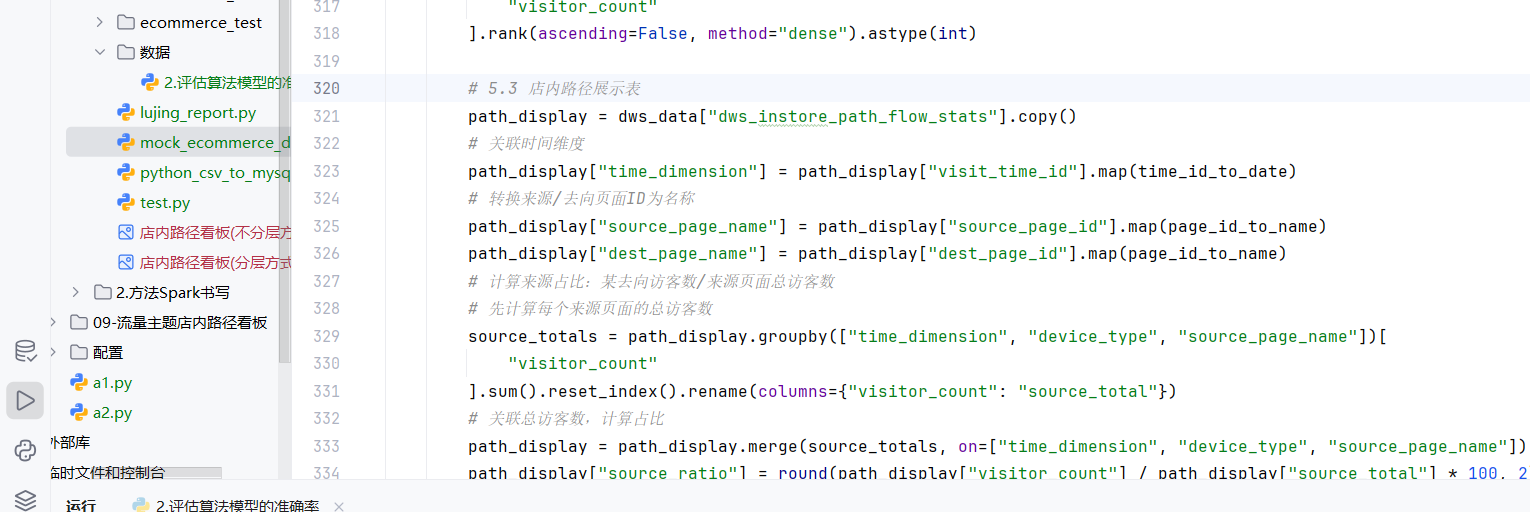 ecommerce_test
数据
2.评估算法模型的准
lujing_report.py
mock_ecommerce_d
python_csv_to_mysq
test.py
店内路径看板(不分层方
店内路径看板(分层方式
2.方法Spark书写
09-流量主题店内路径看板
配置
a1.py
a2.py
外部库
临时文件和控制台
317 "visitor_count"
318 ].rank(ascending=False, method="dense").astype(int)
319
320 # 5.3 店内路径展示表
321 path_display = dws_data["dws_instore_path_flow_stats"].copy()
322 # 关联时间维度
323 path_display["time_dimension"] = path_display["visit_time_id"].map(time_id_to_date)
324 # 转换来源/去向页面ID为名称
325 path_display["source_page_name"] = path_display["source_page_id"].map(page_id_to_name)
326 path_display["dest_page_name"] = path_display["dest_page_id"].map(page_id_to_name)
327 # 计算来源占比：某去向访客数/来源页面总访客数
328 # 先计算每个来源页面的总访客数
329 source_totals = path_display.groupby(["time_dimension", "device_type", "source_page_name"])[
330 "visitor_count"
331 ].sum().reset_index().rename(columns={"visitor_count": "source_total"})
332 # 关联总访客数，计算占比
333 path_display = path_display.merge(source_totals, on=["time_dimension", "device_type", "source_page_name"])
334 path_display["source_ratio"] = round(path_display["visitor_count"] / path_display["source_total"] * 100, 2
运行 2.评估算法模型的准确率